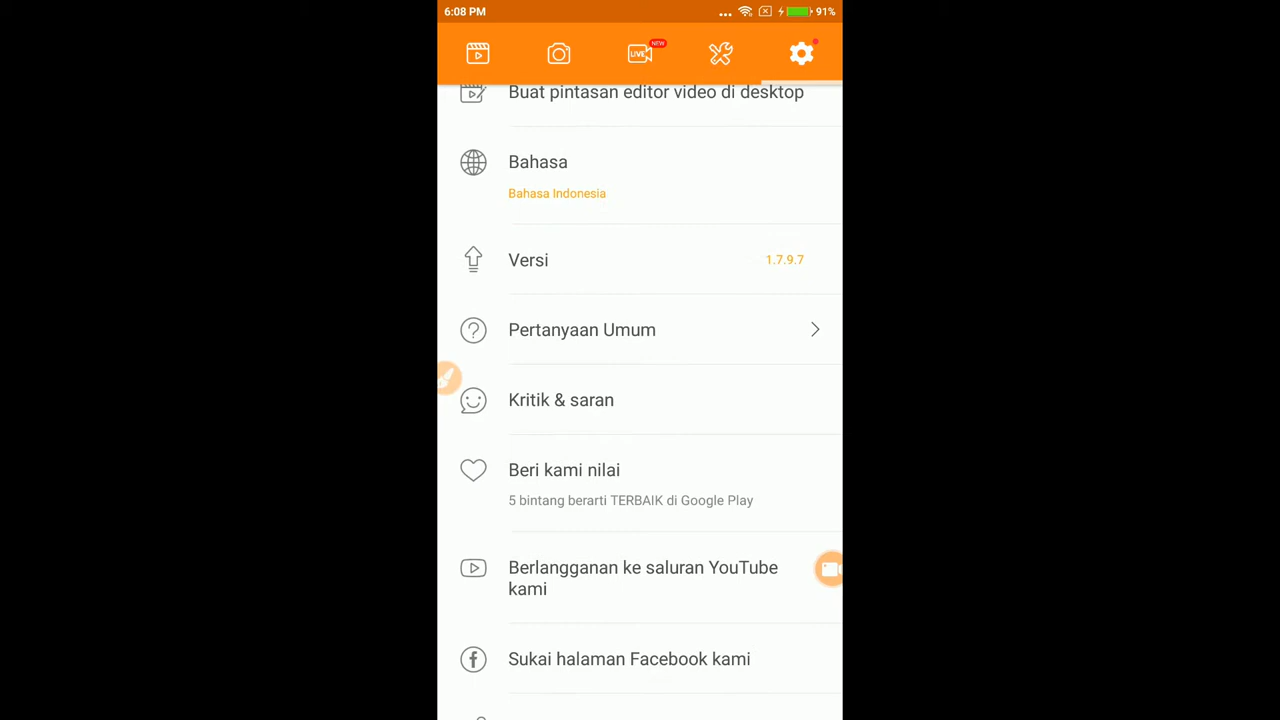 6:08 PM
91%
LIVE
NEW
Buat pintasan editor video di desktop
Bahasa
Bahasa Indonesia
Versi
1.7.9.7
Pertanyaan Umum
Kritik & saran
Beri kami nilai
5 bintang berarti TERBAIK di Google Play
Berlangganan ke saluran YouTube
kami
Sukai halaman Facebook kami